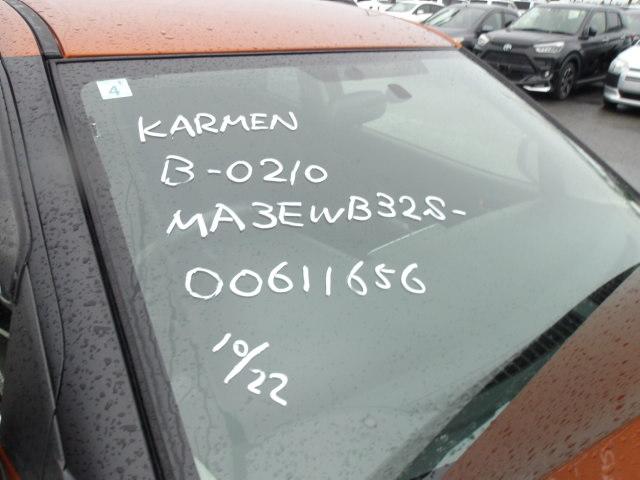 4
KARMEN
B-0210
MA3EWB32S-
00611656
10/22